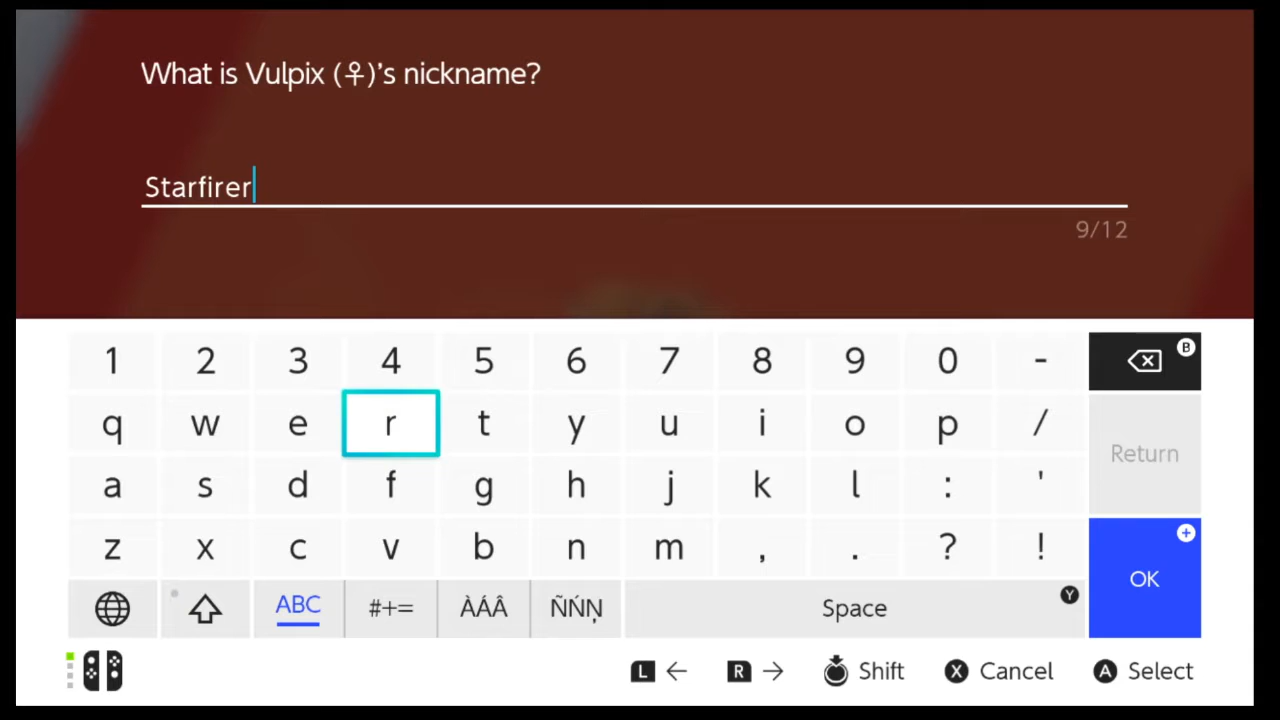 What is Vulpix (♀)'s nickname?
Starfirer
9/12
1 2 3 4 5 6 7 8 9 0 - B
q w e r t y u i o p / Return
a s d f g h j k l : '
z x c v b n m , . ? ! + OK
ABC #+= ÀÁÂ ÑŃŅ Space Y
L ← R → Shift X Cancel A Select